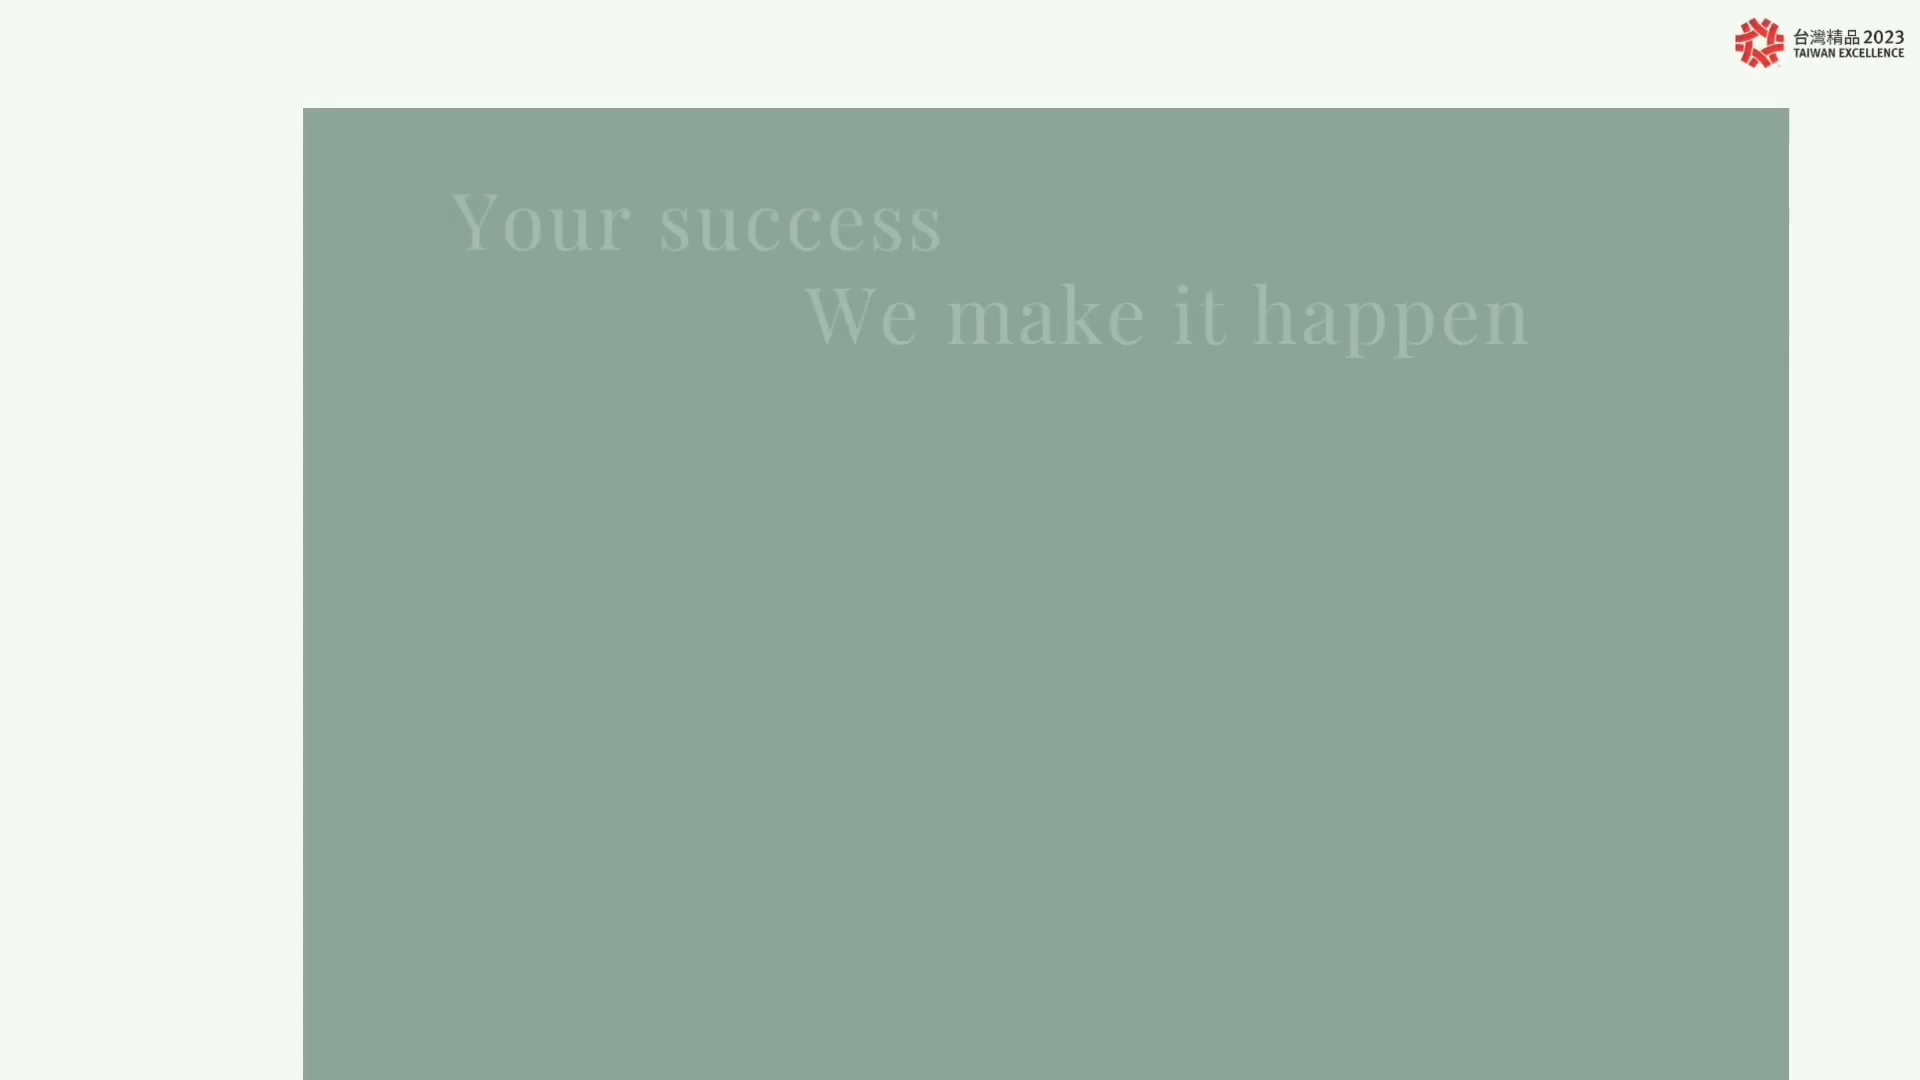 台灣精品 2023
TAIWAN EXCELLENCE
Your success
We make it happen